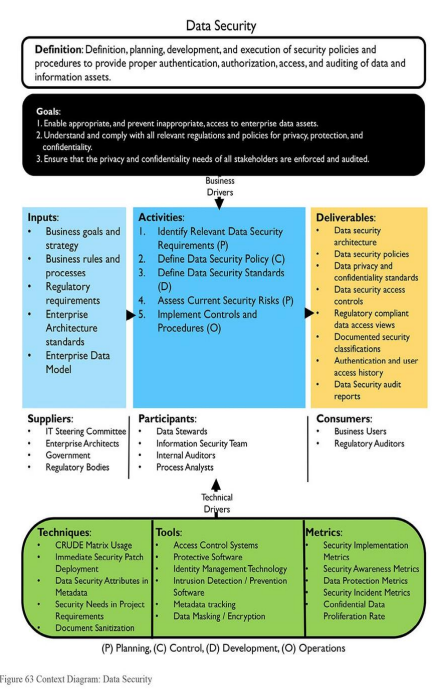 Data Security
Definition: Definition, planning, development, and execution of security policies and
procedures to provide proper authentication, authorization, access, and auditing of data and
information assets.
Goals:
1. Enable appropriate, and prevent inappropriate, access to enterprise data assets.
2. Understand and comply with all relevant regulations and policies for privacy, protection, and
confidentiality.
3. Ensure that the privacy and confidentiality needs of all stakeholders are enforced and audited.
Business
Drivers
Inputs:
• Business goals and
strategy
• Business rules and
processes
• Regulatory
requirements
• Enterprise
Architecture
standards
• Enterprise Data
Model
Activities:
1. Identify Relevant Data Security
Requirements (P)
2. Define Data Security Policy (C)
3. Define Data Security Standards
(D)
4. Assess Current Security Risks (P)
5. Implement Controls and
Procedures (O)
Deliverables:
• Data security
architecture
• Data security policies
• Data privacy and
confidentiality standards
• Data security access
controls
• Regulatory compliant
data access views
• Documented security
classifications
• Authentication and user
access history
• Data Security audit
reports
Suppliers:
• IT Steering Committee
• Enterprise Architects
• Government
• Regulatory Bodies
Participants:
• Data Stewards
• Information Security Team
• Internal Auditors
• Process Analysts
Consumers:
• Business Users
• Regulatory Auditors
Technical
Drivers
Techniques:
• CRUDE Matrix Usage
• Immediate Security Patch
Deployment
• Data Security Attributes in
Metadata
• Security Needs in Project
Requirements
• Document Sanitization
Tools:
• Access Control Systems
• Protective Software
• Identity Management Technology
• Intrusion Detection / Prevention
Software
• Metadata tracking
• Data Masking / Encryption
Metrics:
• Security Implementation
Metrics
• Security Awareness Metrics
• Data Protection Metrics
• Security Incident Metrics
• Confidential Data
Proliferation Rate
(P) Planning, (C) Control, (D) Development, (O) Operations
Figure 63 Context Diagram: Data Security